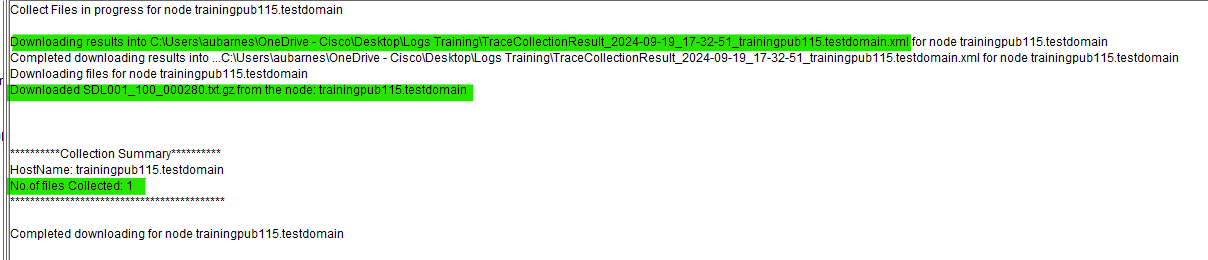 Collect Files in progress for node trainingpub115.testdomain
Downloading results into C:\Users\aubarnes\OneDrive - Cisco\Desktop\Logs Training\TraceCollectionResult_2024-09-19_17-32-51_trainingpub115.testdomain.xml for node trainingpub115.testdomain
Completed downloading results into ...C:\Users\aubarnes\OneDrive - Cisco\Desktop\Logs Training\TraceCollectionResult_2024-09-19_17-32-51_trainingpub115.testdomain.xml for node trainingpub115.testdomain
Downloading files for node trainingpub115.testdomain
Downloaded SDL001_100_000280.txt.gz from the node: trainingpub115.testdomain
**********Collection Summary**********
HostName: trainingpub115.testdomain
No.of files Collected: 1
*******************************************
Completed downloading for node trainingpub115.testdomain